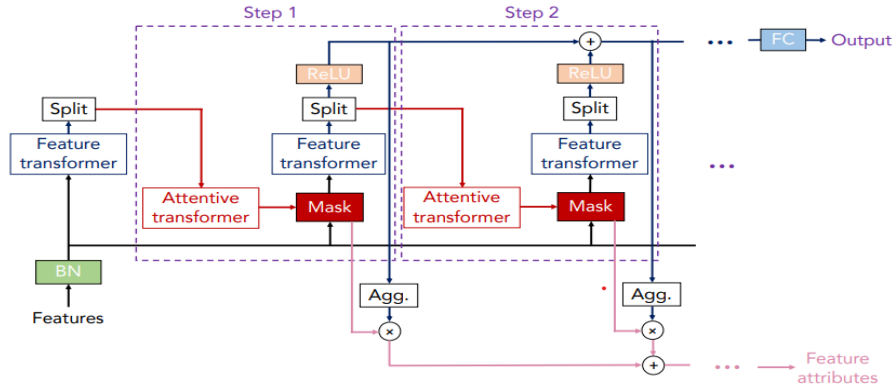 Step 1
Step 2
+
...
FC
Output
ReLU
ReLU
Split
Split
Split
Feature
transformer
Feature
transformer
Feature
transformer
...
Attentive
transformer
Mask
Attentive
transformer
Mask
BN
Features
Agg.
Agg.
×
×
+
...
Feature
attributes